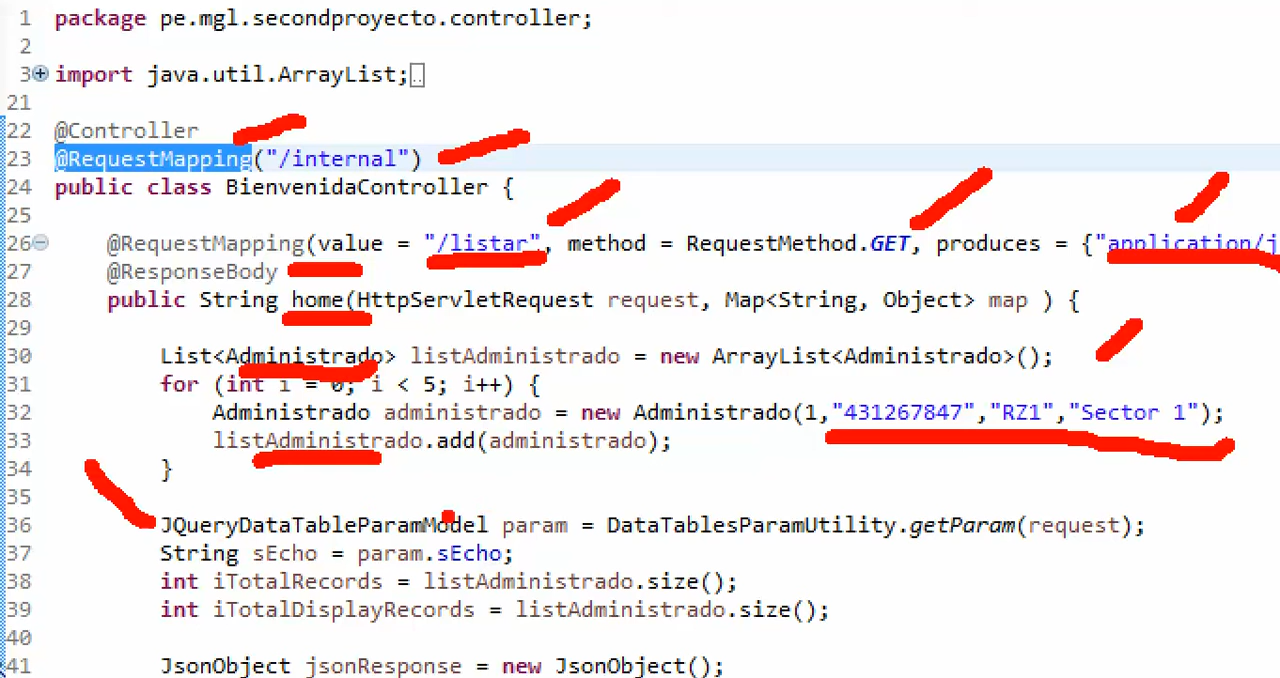 1 package pe.mgl.secondproyecto.controller;
2
3 import java.util.ArrayList;
21
22 @Controller
23 @RequestMapping("/internal")
24 public class BienvenidaController {
25
26 @RequestMapping(value = "/listar", method = RequestMethod.GET, produces = {"application/j
27 @ResponseBody
28 public String home(HttpServletRequest request, Map<String, Object> map ) {
29
30 List<Administrado> listAdministrado = new ArrayList<Administrado>();
31 for (int i = 0; i < 5; i++) {
32 Administrado administrado = new Administrado(1,"431267847","RZ1","Sector 1");
33 listAdministrado.add(administrado);
34 }
35
36 JQueryDataTableParamModel param = DataTablesParamUtility.getParam(request);
37 String sEcho = param.sEcho;
38 int iTotalRecords = listAdministrado.size();
39 int iTotalDisplayRecords = listAdministrado.size();
40
41 JsonObject jsonResponse = new JsonObject();